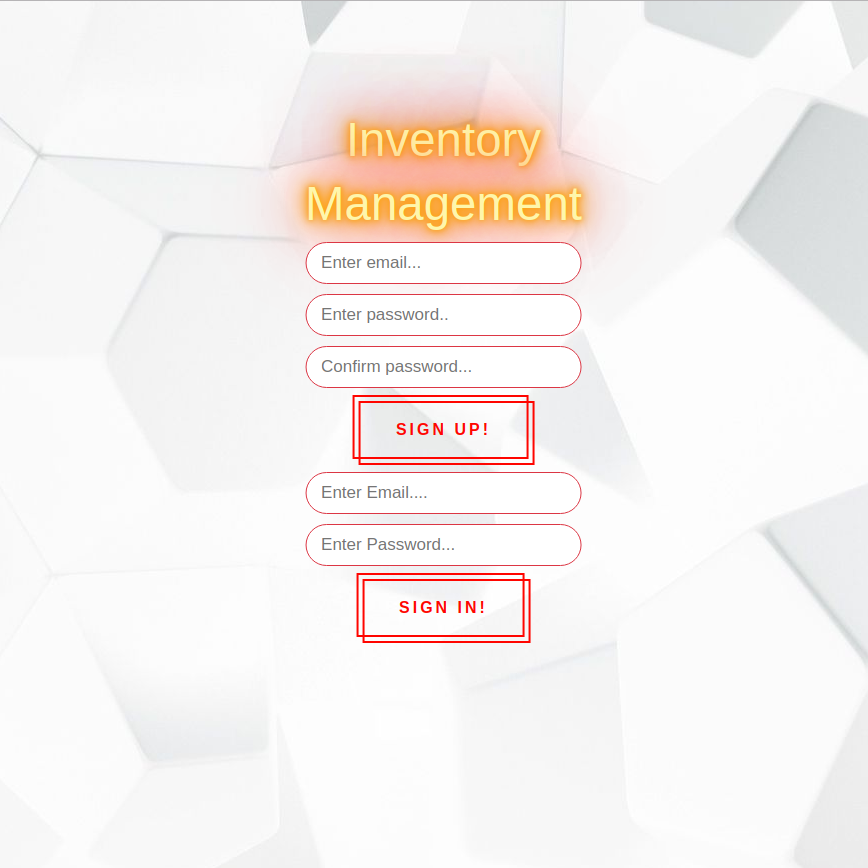 Inventory
Management
Enter email...
Enter password..
Confirm password...
SIGN UP!
Enter Email....
Enter Password...
SIGN IN!